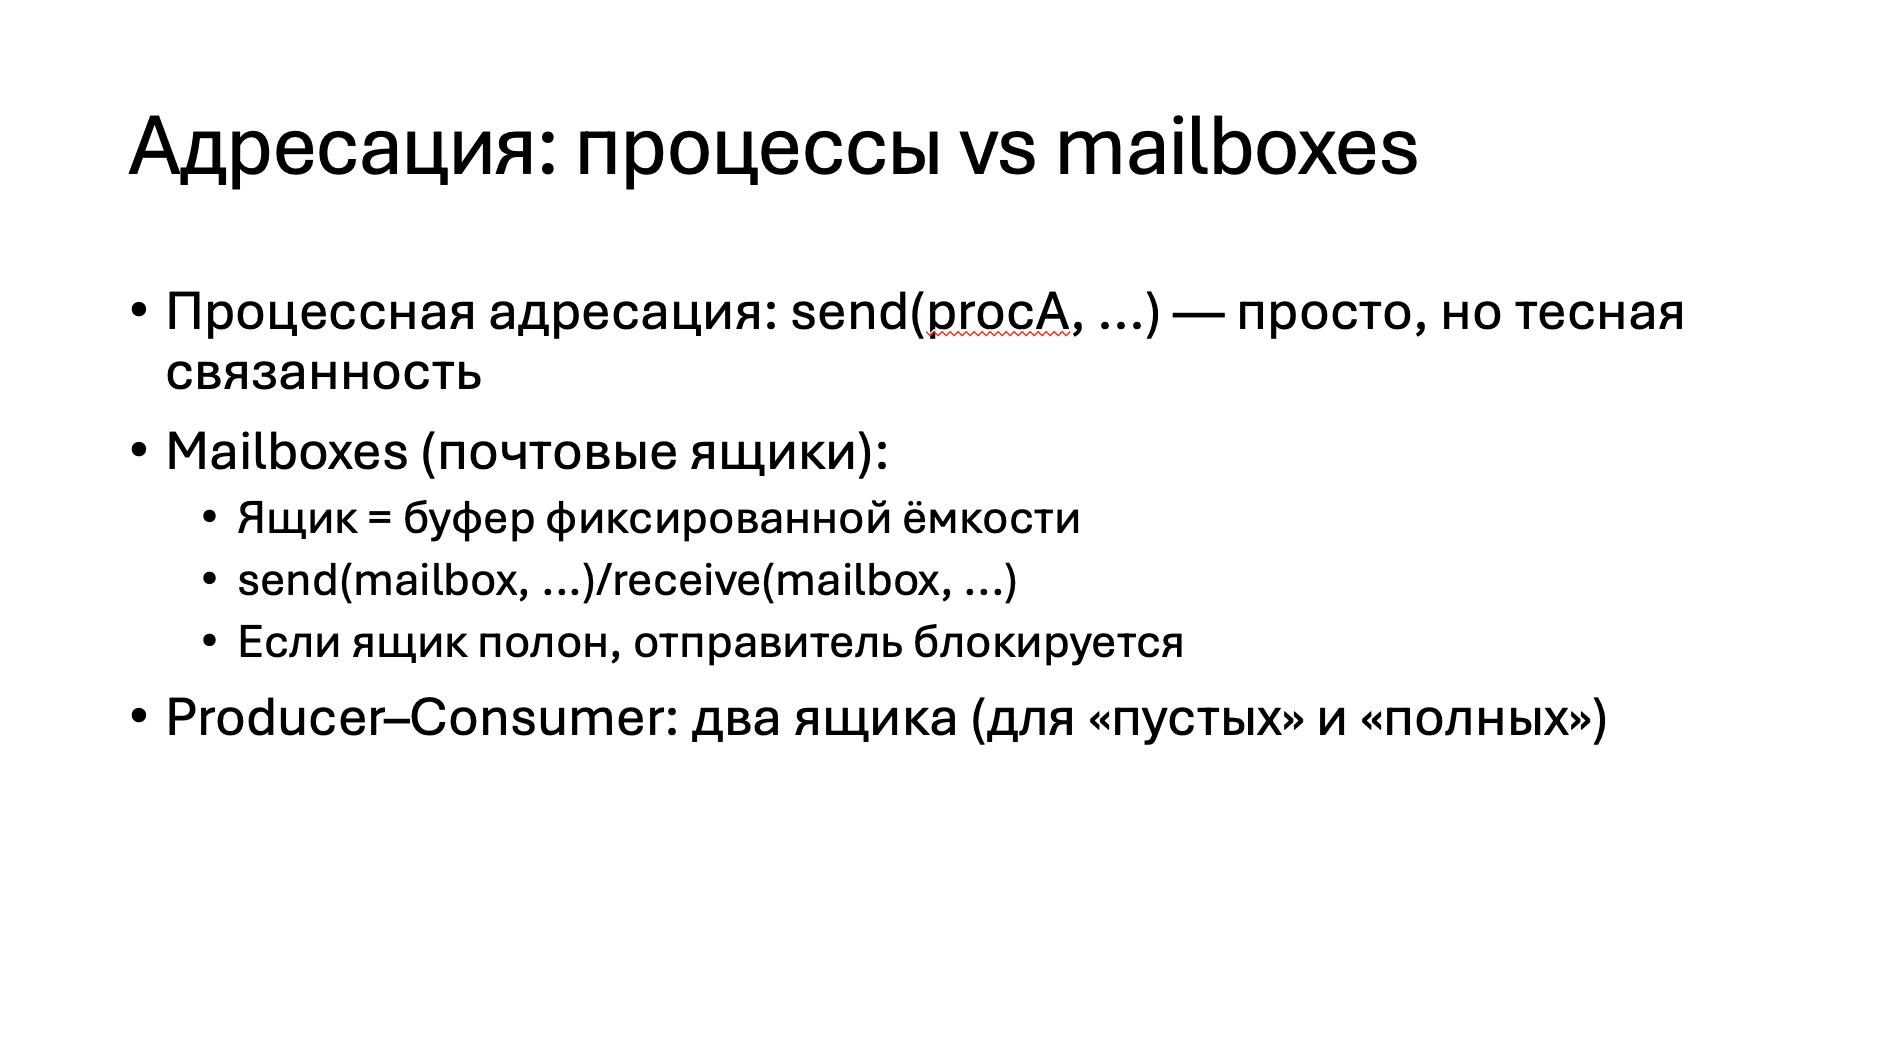 Адресация: процессы vs mailboxes
• Процессная адресация: send(procA, ...) — просто, но тесная
связанность
• Mailboxes (почтовые ящики):
• Ящик = буфер фиксированной ёмкости
• send(mailbox, ...)/receive(mailbox, ...)
• Если ящик полон, отправитель блокируется
• Producer–Consumer: два ящика (для «пустых» и «полных»)